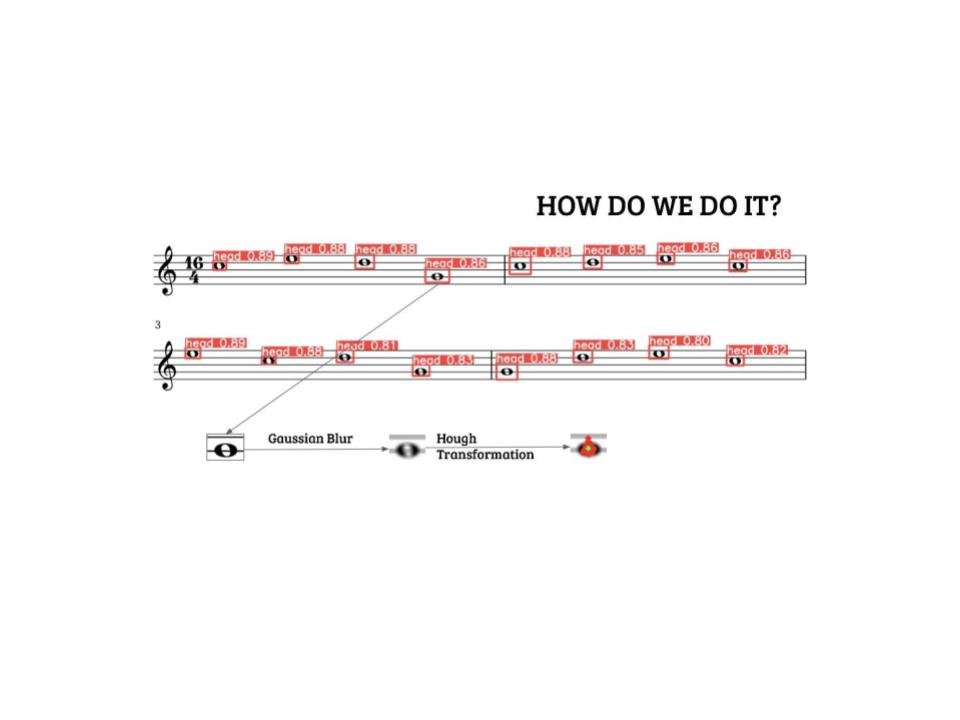 HOW DO WE DO IT?
head 0.89 head 0.88 head 0.88 head 0.86 head 0.88 head 0.85 head 0.86 head 0.86
16
4
3
head 0.89 head 0.88 head 0.81 head 0.83 head 0.88 head 0.83 head 0.80 head 0.82
Gaussian Blur
Hough
Transformation